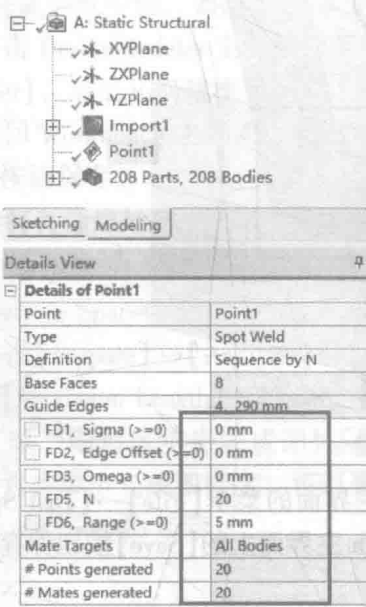 A: Static Structural
XYPlane
ZXPlane
YZPlane
Import1
Point1
208 Parts, 208 Bodies
Sketching Modeling
Details View
Details of Point1
Point Point1
Type Spot Weld
Definition Sequence by N
Base Faces 8
Guide Edges 4, 290 mm
FD1, Sigma (>=0) 0 mm
FD2, Edge Offset (>=0) 0 mm
FD3, Omega (>=0) 0 mm
FD5, N 20
FD6, Range (>=0) 5 mm
Mate Targets All Bodies
# Points generated 20
# Mates generated 20